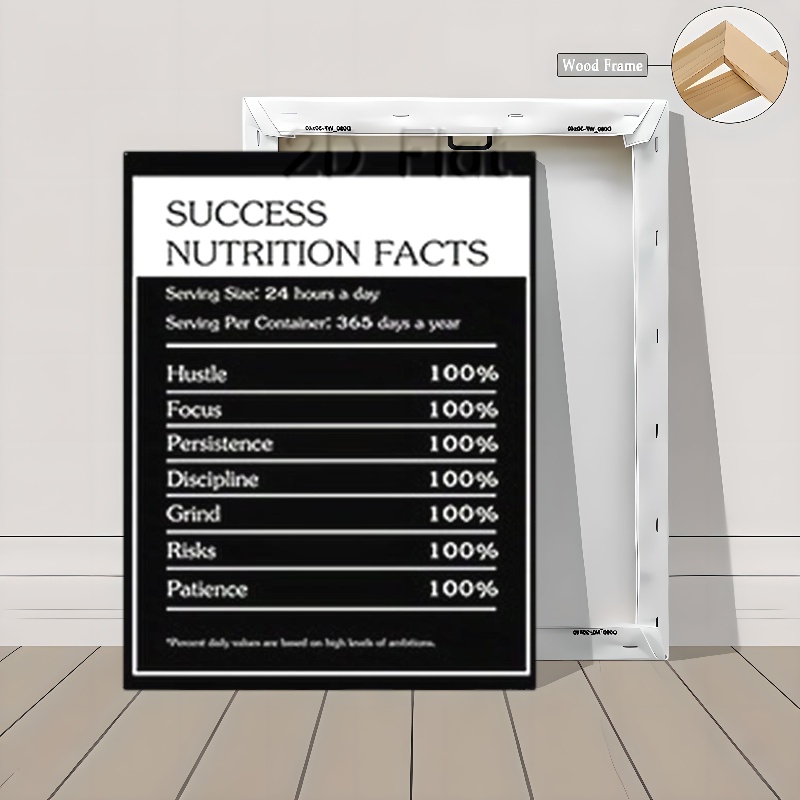 Wood Frame
2D Flat
SUCCESS
NUTRITION FACTS
Serving Size: 24 hours a day
Serving Per Container: 365 days a year
Hustle 100%
Focus 100%
Persistence 100%
Discipline 100%
Grind 100%
Risks 100%
Patience 100%
*Percent daily values are based on high levels of ambitions.